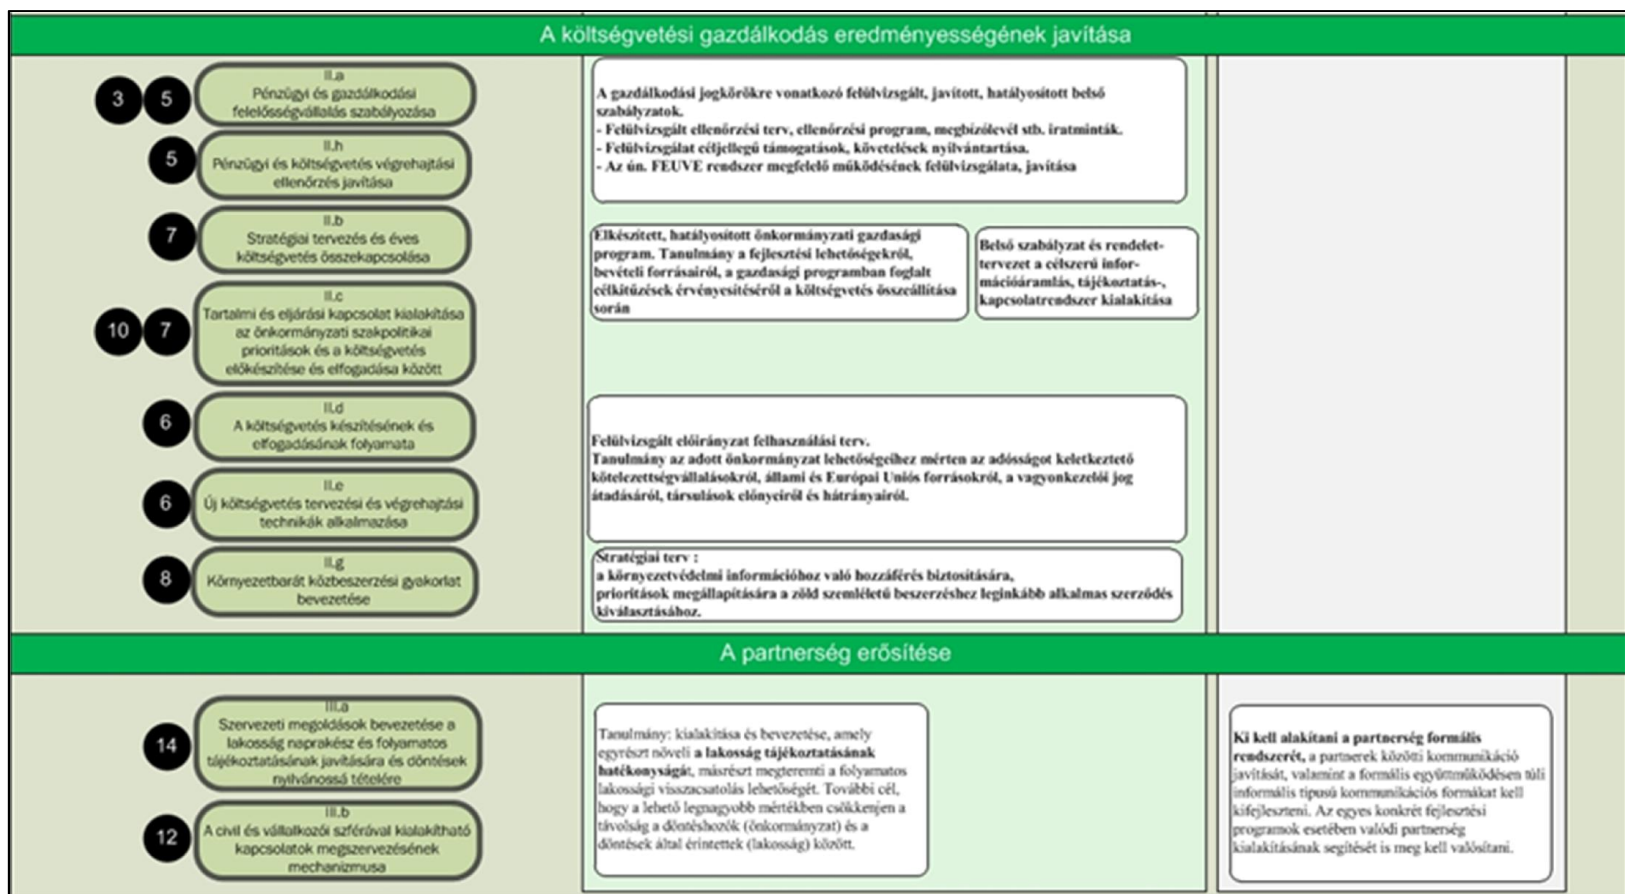 A költségvetési gazdálkodás eredményességének javítása
3
5
II.a
Pénzügyi és gazdálkodási
felelősségvállalás szabályozása
5
II.h
Pénzügyi és költségvetés végrehajtási
ellenőrzés javítása
A gazdálkodási jogkörökre vonatkozó felülvizsgált, javított, hatályosított belső
szabályzatok.
- Felülvizsgált ellenőrzési terv, ellenőrzési program, megbízólevél stb. iratminták.
- Felülvizsgálat céljellegű támogatások, követelések nyilvántartása.
- Az ún. FEUVE rendszer megfelelő működésének felülvizsgálata, javítása
7
II.b
Stratégiai tervezés és éves
költségvetés összekapcsolása
10
7
II.c
Tartalmi és eljárási kapcsolat kialakítása
az önkormányzati szakpolitikai
prioritások és a költségvetés
előkészítése és elfogadása között
Elkészített, hatályosított önkormányzati gazdasági
program. Tanulmány a fejlesztési lehetőségekről,
bevételi forrásairól, a gazdasági programban foglalt
célkitűzések érvényesítéséről a költségvetés összeállítása
során
Belső szabályzat és rendelet-
tervezet a célszerű infor-
mációáramlás, tájékoztatás-,
kapcsolatrendszer kialakítása
6
II.d
A költségvetés készítésének és
elfogadásának folyamata
6
II.e
Új költségvetés tervezési és végrehajtási
technikák alkalmazása
Felülvizsgált előirányzat felhasználási terv.
Tanulmány az adott önkormányzat lehetőségeihez mérten az adósságot keletkeztető
kötelezettségvállalásokról, állami és Európai Uniós forrásokról, a vagyonkezelői jog
átadásáról, társulások előnyeiről és hátrányairól.
8
II.g
Környezetbarát közbeszerzési gyakorlat
bevezetése
Stratégiai terv :
a környezetvédelmi információhoz való hozzáférés biztosítására,
prioritások megállapítására a zöld szemléletű beszerzéshez leginkább alkalmas szerződés
kiválasztásához.
A partnerség erősítése
14
III.a
Szervezeti megoldások bevezetése a
lakosság naprakész és folyamatos
tájékoztatásának javítására és döntések
nyilvánossá tételére
12
III.b
A civil és vállalkozói szférával kialakítható
kapcsolatok megszervezésének
mechanizmusa
Tanulmány: kialakítása és bevezetése, amely
egyrészt növeli a lakosság tájékoztatásának
hatékonyságát, másrészt megteremti a folyamatos
lakossági visszacsatolás lehetőségét. További cél,
hogy a lehető legnagyobb mértékben csökkenjen a
távolság a döntéshozók (önkormányzat) és a
döntések által érintettek (lakosság) között.
Ki kell alakítani a partnerség formális
rendszerét, a partnerek közötti kommunikáció
javítását, valamint a formális együttműködésen túli
informális típusú kommunikációs formákat kell
kifejleszteni. Az egyes konkrét fejlesztési
programok esetében valódi partnerség
kialakításának segítését is meg kell valósítani.